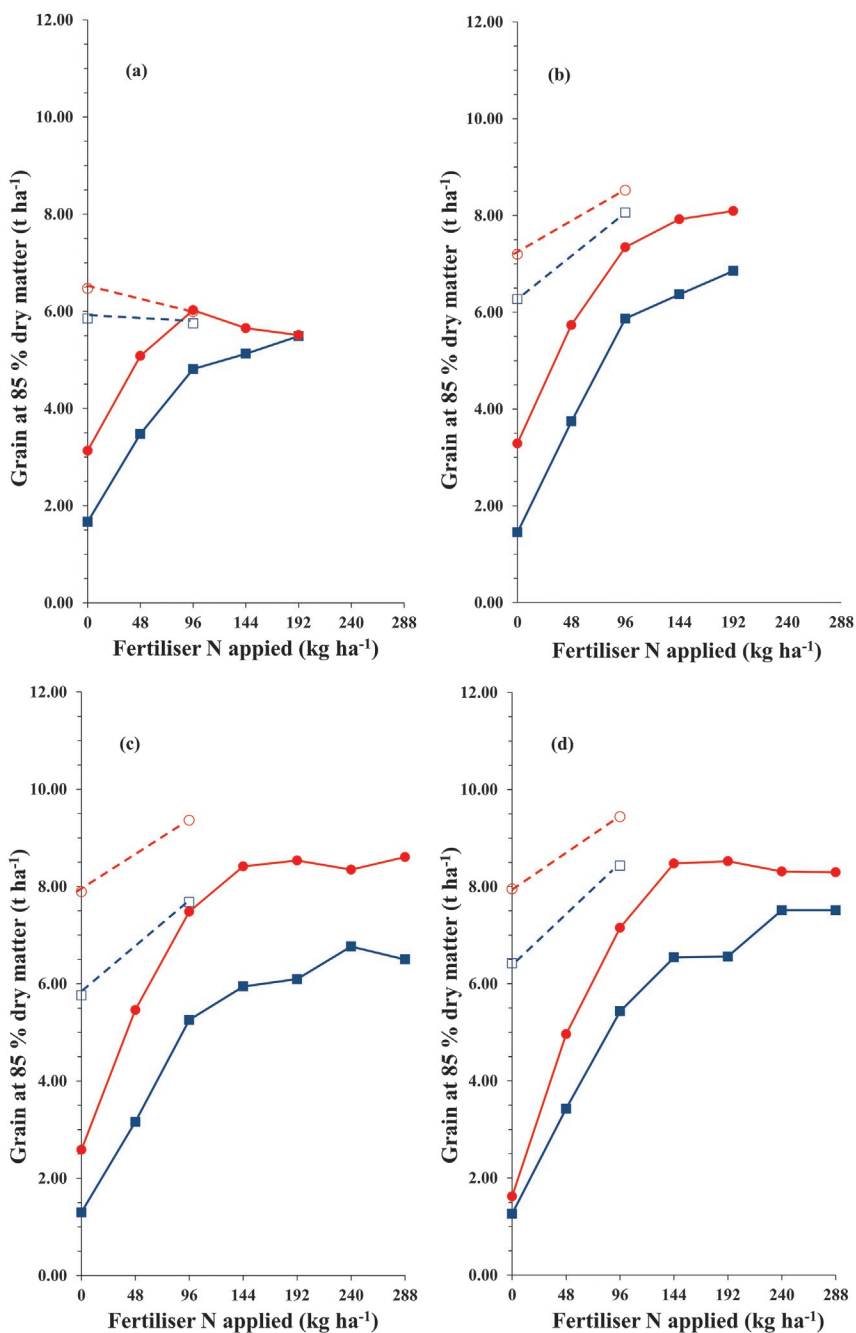 12.00
10.00
8.00
6.00
4.00
2.00
0.00
Grain at 85 % dry matter (t ha-1)
(a)
0 48 96 144 192 240 288
Fertiliser N appied (kg ha-1)
12.00
10.00
8.00
6.00
4.00
2.00
0.00
Grain at 85 % dry matter (t ha-1)
(b)
0 48 96 144 192 240 288
Fertiliser N applied (kg ha-1)
12.00
10.00
8.00
6.00
4.00
2.00
0.00
Grain at 85 % dry matter (t ha-1)
(c)
0 48 96 144 192 240 288
Fertiliser N applied (kg ha-1)
12.00
10.00
8.00
6.00
4.00
2.00
0.00
Grain at 85 % dry matter (t ha-1)
(d)
0 48 96 144 192 240 288
Fertiliser N applied (kg ha-1)